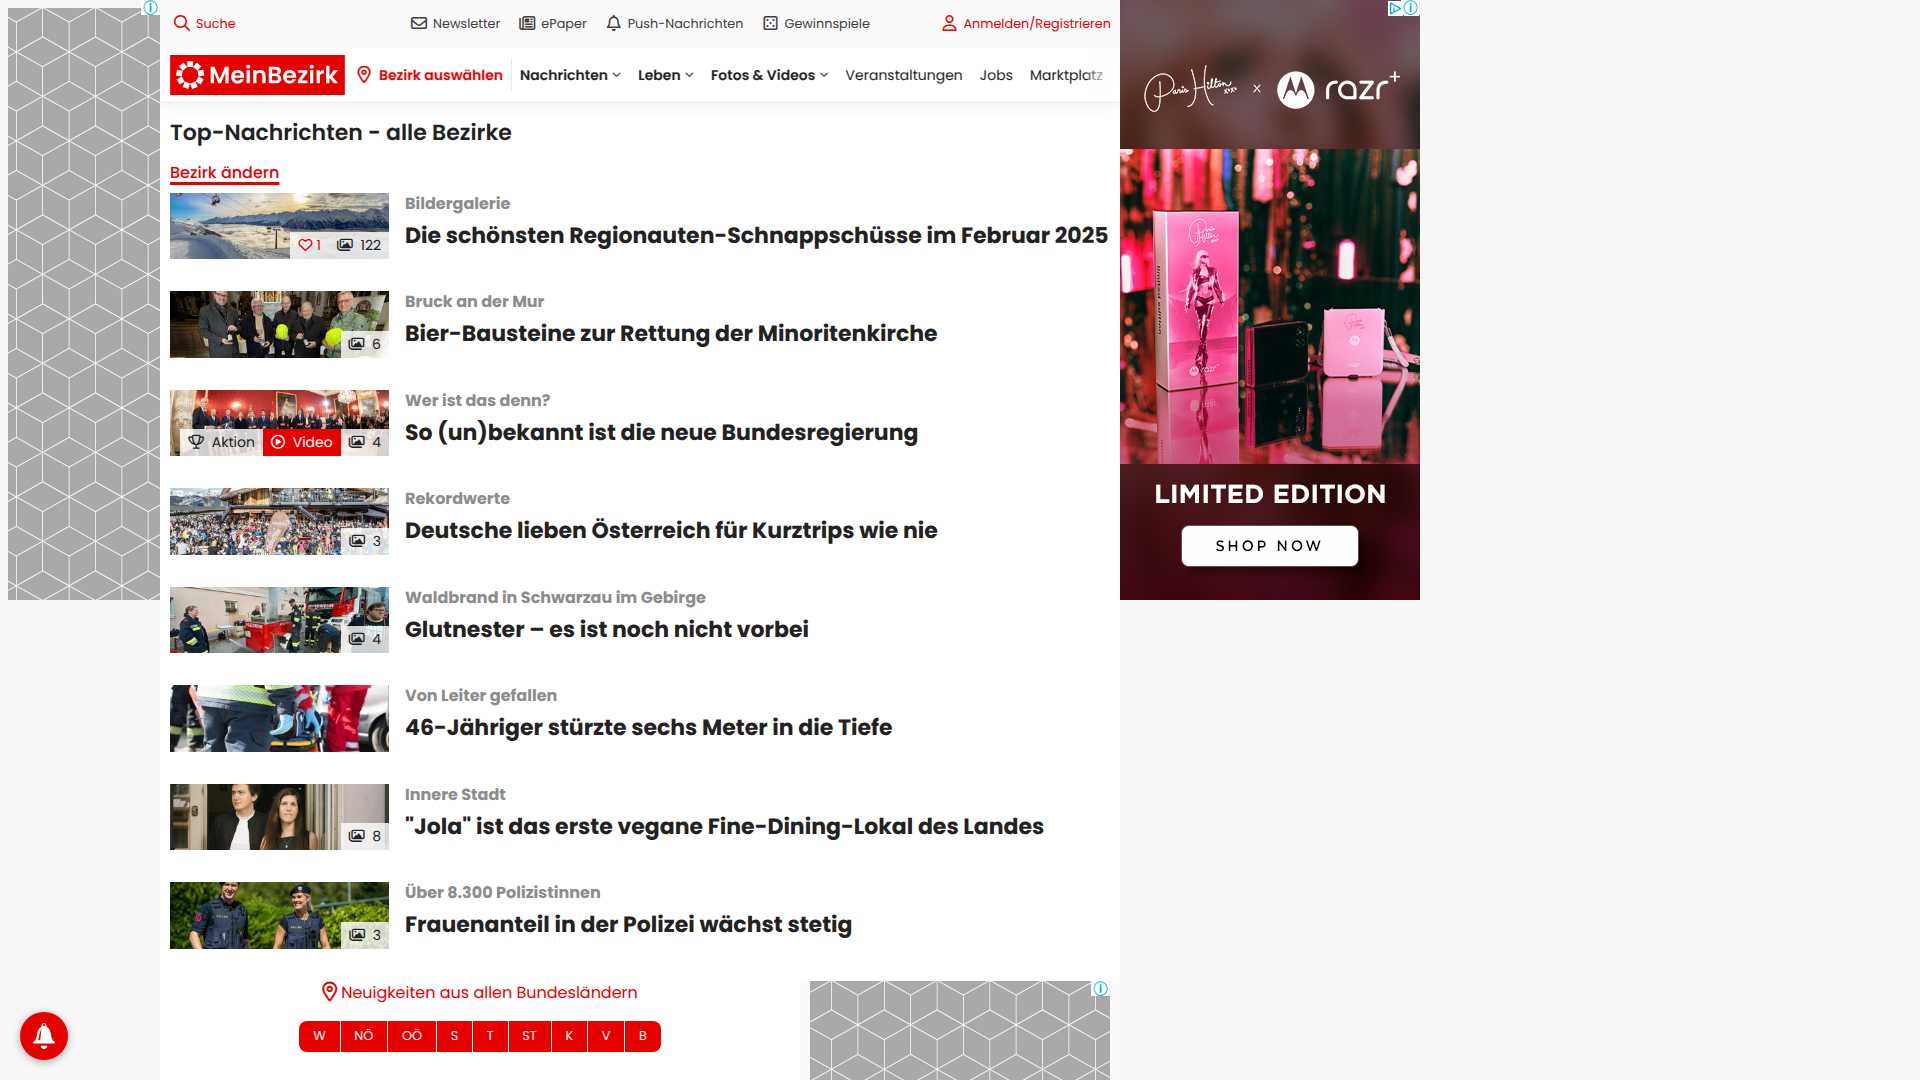 Suche
Newsletter
ePaper
Push-Nachrichten
Gewinnspiele
Anmelden/Registrieren
MeinBezirk
Bezirk auswählen
Nachrichten
Leben
Fotos & Videos
Veranstaltungen
Jobs
Marktplatz
Top-Nachrichten - alle Bezirke
Bezirk ändern
1
122
Bildergalerie
Die schönsten Regionauten-Schnappschüsse im Februar 2025
6
Bruck an der Mur
Bier-Bausteine zur Rettung der Minoritenkirche
Aktion
Video
4
Wer ist das denn?
So (un)bekannt ist die neue Bundesregierung
3
Rekordwerte
Deutsche lieben Österreich für Kurztrips wie nie
4
Waldbrand in Schwarzau im Gebirge
Glutnester – es ist noch nicht vorbei
Von Leiter gefallen
46-Jähriger stürzte sechs Meter in die Tiefe
8
Innere Stadt
"Jola" ist das erste vegane Fine-Dining-Lokal des Landes
3
Über 8.300 Polizistinnen
Frauenanteil in der Polizei wächst stetig
Neuigkeiten aus allen Bundesländern
W NÖ OÖ S T ST K V B
Paris Hilton x razr+
LIMITED EDITION
SHOP NOW